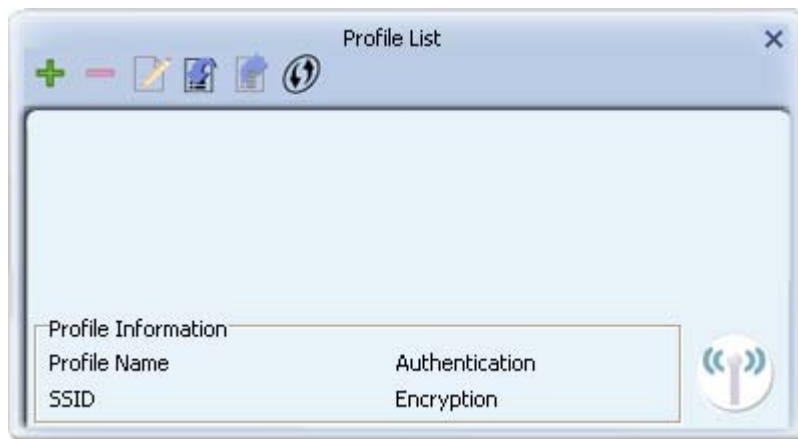 Profile List
Profile Information
Profile Name
Authentication
SSID
Encryption